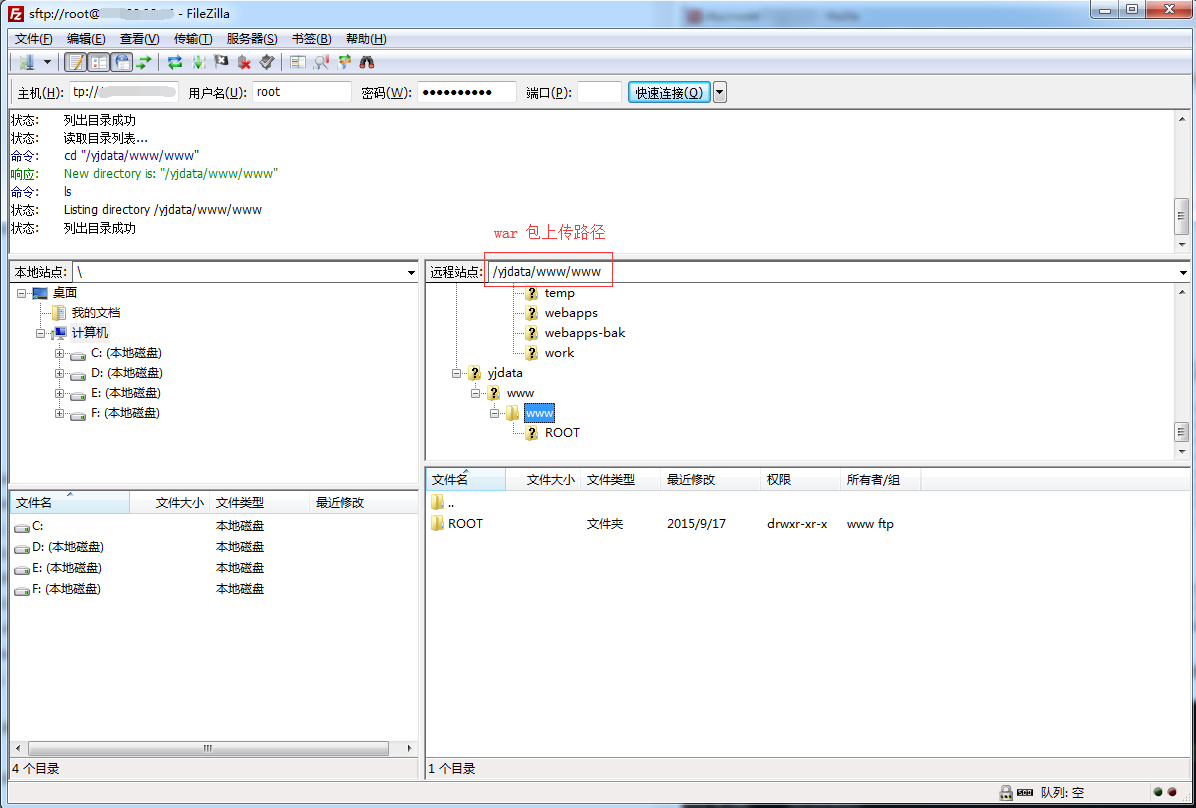 sftp://root@ - FileZilla
文件(F) 编辑(E) 查看(V) 传输(T) 服务器(S) 书签(B) 帮助(H)
主机(H): tp:// 用户名(U): root 密码(W): ●●●●●●●●●● 端口(P): 快速连接(Q)
状态: 列出目录成功
状态: 读取目录列表...
命令: cd "/yjdata/www/www"
响应: New directory is: "/yjdata/www/www"
命令: ls
状态: Listing directory /yjdata/www/www
状态: 列出目录成功
war 包上传路径
本地站点: \
桌面
我的文档
计算机
C: (本地磁盘)
D: (本地磁盘)
E: (本地磁盘)
F: (本地磁盘)
远程站点: /yjdata/www/www
temp
webapps
webapps-bak
work
yjdata
www
www
ROOT
文件名 文件大小 文件类型 最近修改
C: 本地磁盘
D: (本地磁盘) 本地磁盘
E: (本地磁盘) 本地磁盘
F: (本地磁盘) 本地磁盘
4 个目录
文件名 文件大小 文件类型 最近修改 权限 所有者/组
..
ROOT 文件夹 2015/9/17 drwxr-xr-x www ftp
1 个目录
队列: 空